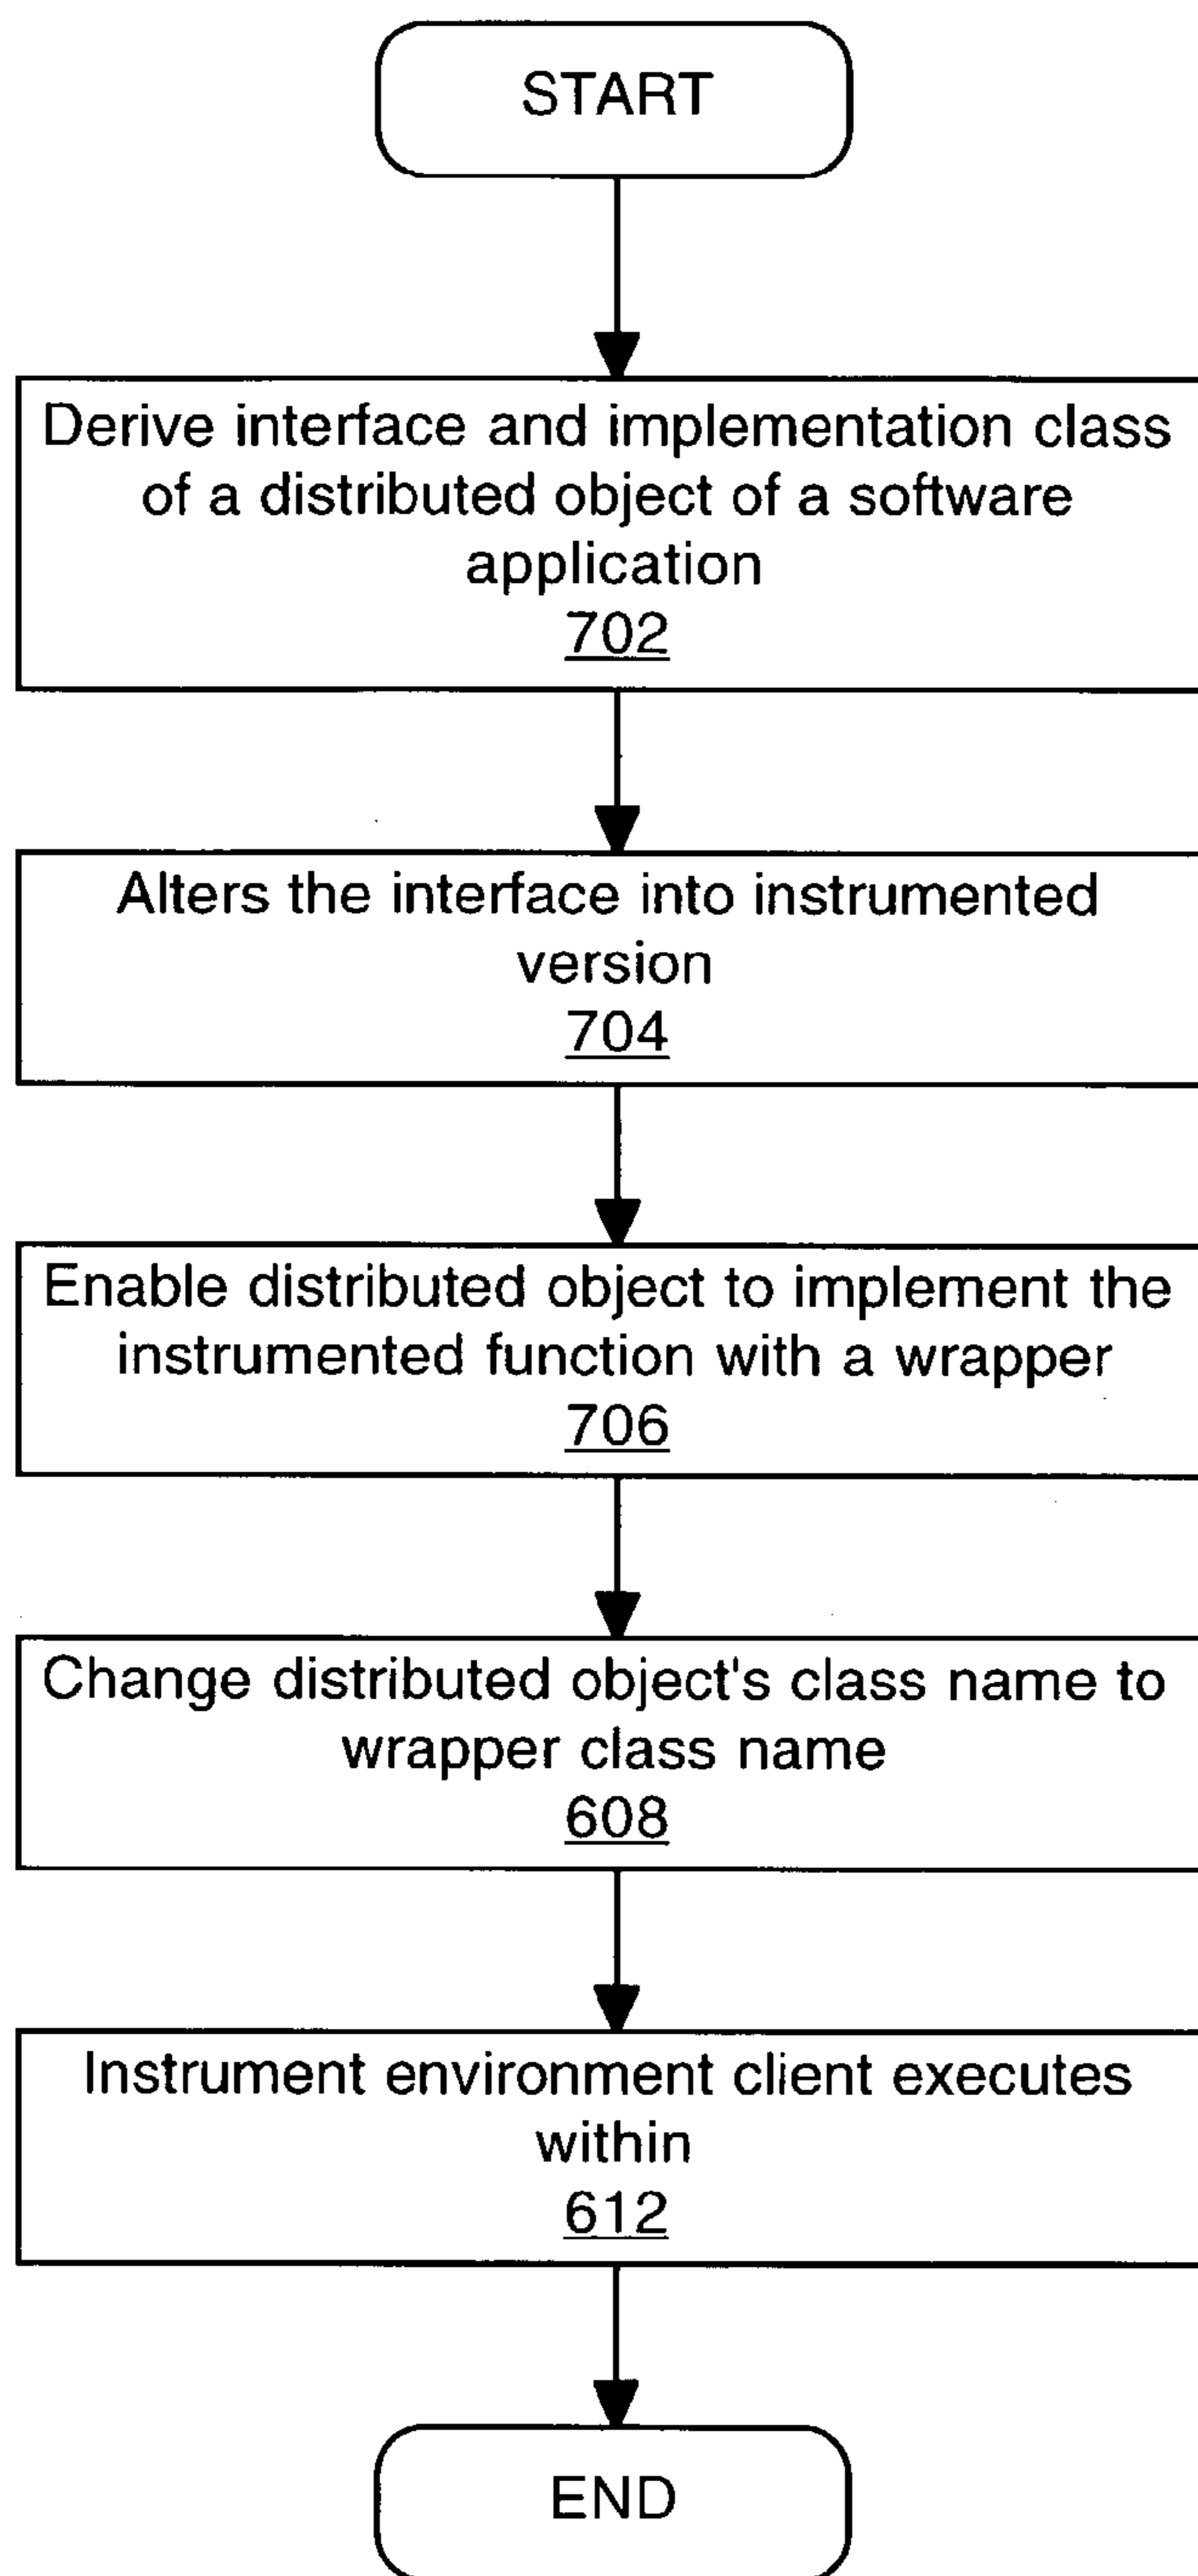 START
Derive interface and implementation class
of a distributed object of a software
application
702
Alters the interface into instrumented
version
704
Enable distributed object to implement the
instrumented function with a wrapper
706
Change distributed object's class name to
wrapper class name
608
Instrument environment client executes
within
612
END